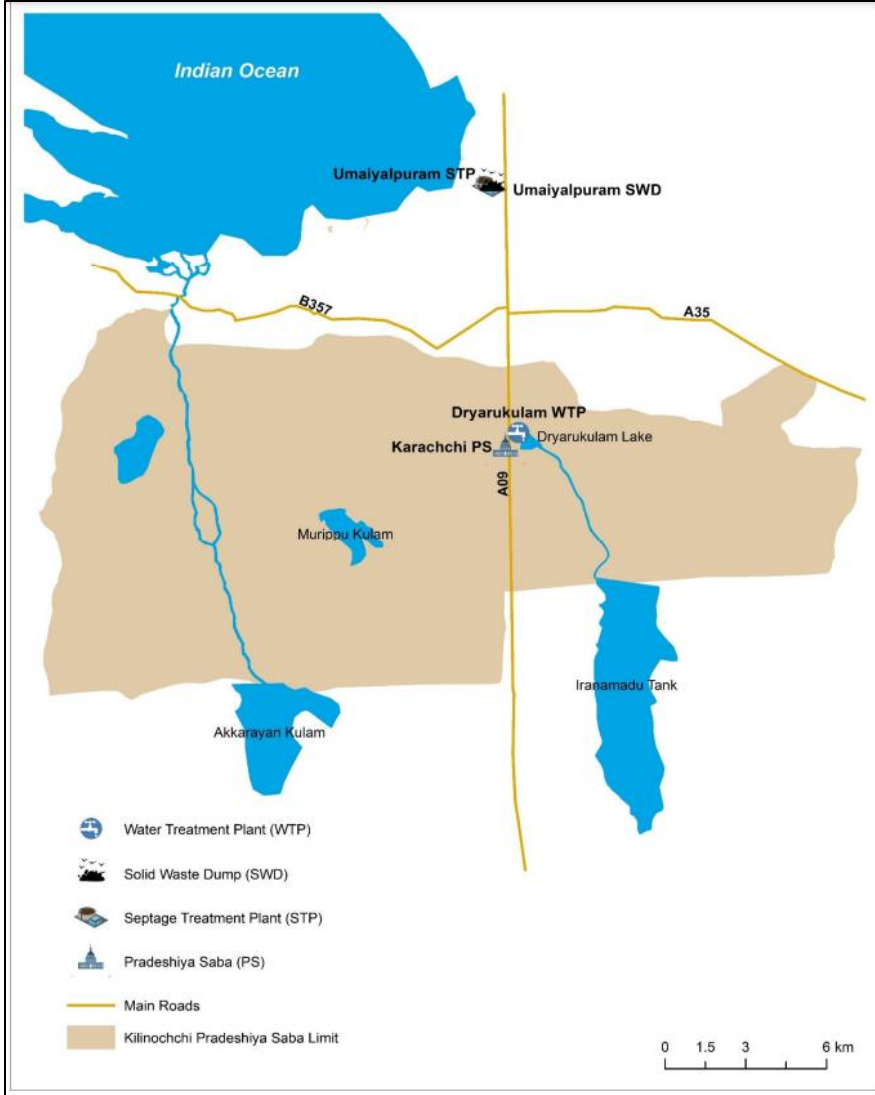 Indian Ocean
Umaiyalpuram STP
Umaiyalpuram SWD
B357
A35
Dryarukulam WTP
Dryarukulam Lake
Karachchi PS
A09
Murippu Kulam
Iranamadu Tank
Akkarayan Kulam
Water Treatment Plant (WTP)
Solid Waste Dump (SWD)
Septage Treatment Plant (STP)
Pradeshiya Saba (PS)
Main Roads
Kilinochchi Pradeshiya Saba Limit
0 1.5 3 6 km